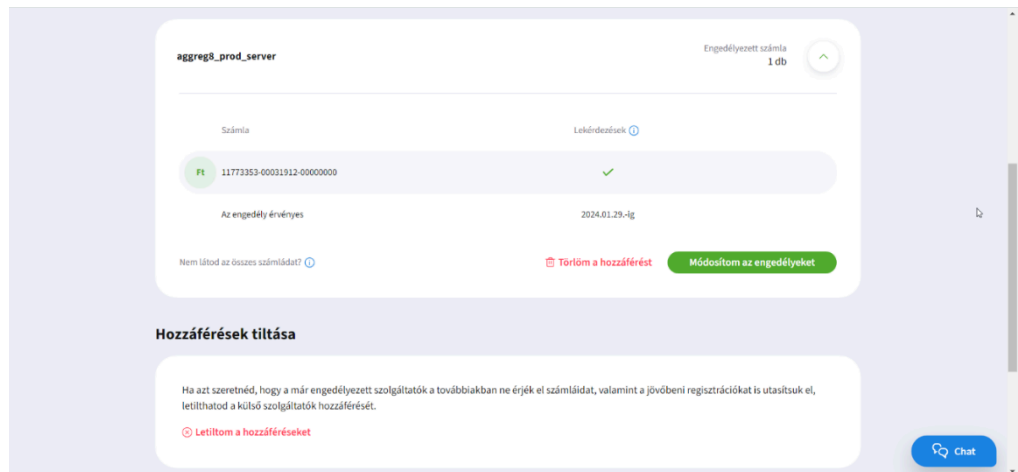 aggreg8_prod_server
Engedélyezett számla
1 db
Számla
Lekérdezések
Ft
11773353-00031912-00000000
Az engedély érvényes
2024.01.29.-ig
Nem látod az összes számládat?
Törlöm a hozzáférést
Módosítom az engedélyeket
Hozzáférések tiltása
Ha azt szeretnéd, hogy a már engedélyezett szolgáltatók a továbbiakban ne érjék el számláidat, valamint a jövőbeni regisztrációkat is utasítsuk el,
letilthatod a külső szolgáltatók hozzáférését.
Letiltom a hozzáféréseket
Chat